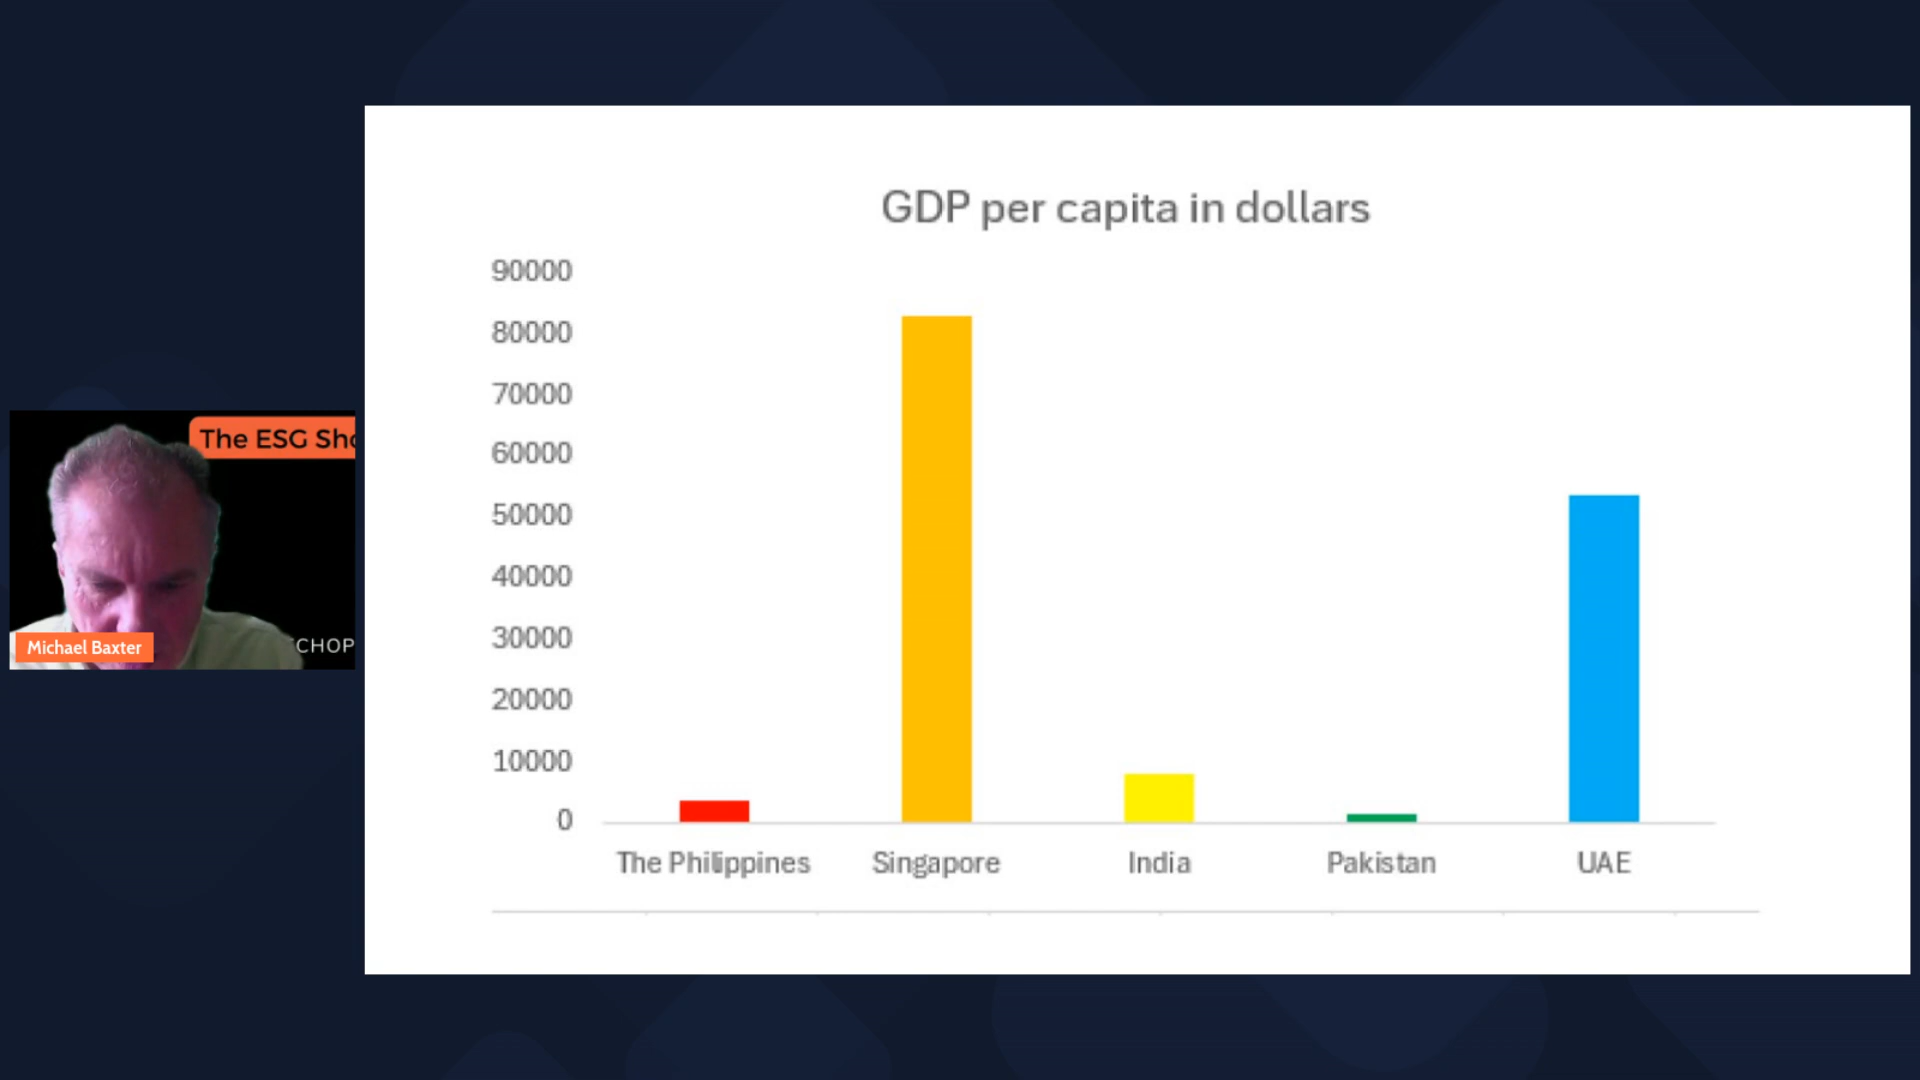 GDP per capita in dollars
90000
80000
70000
60000
50000
40000
30000
20000
10000
0
The Philippines
Singapore
India
Pakistan
UAE
The ESG Sho
CHOP
Michael Baxter